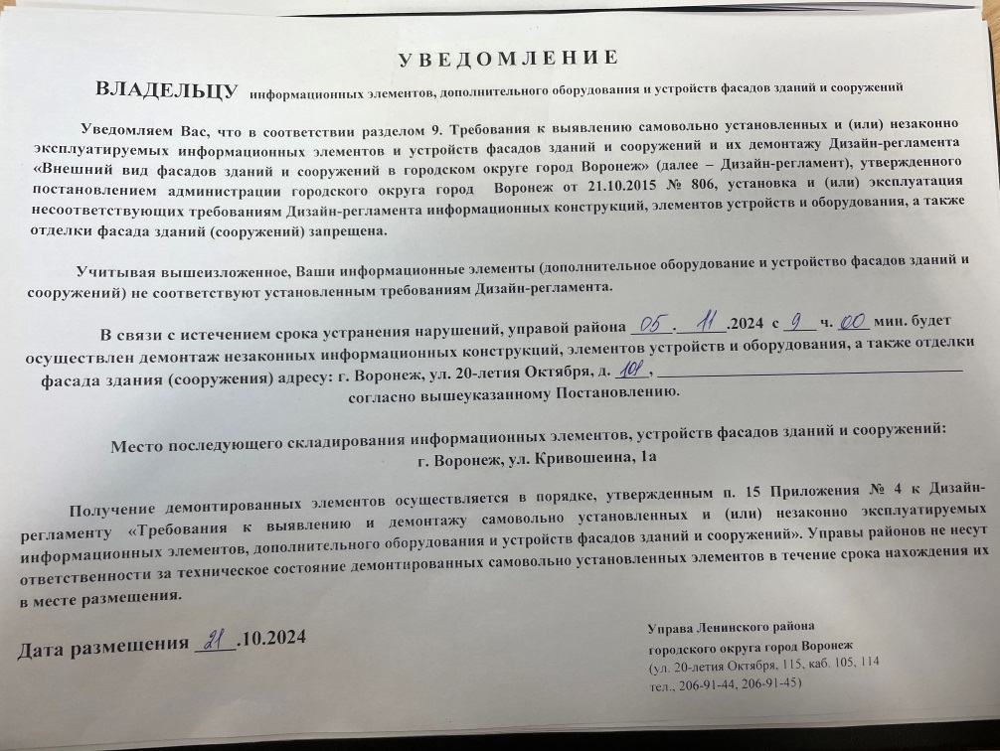 УВЕДОМЛЕНИЕ
ВЛАДЕЛЬЦУ информационных элементов, дополнительного оборудования и устройств фасадов зданий и сооружений
Уведомляем Вас, что в соответствии разделом 9. Требования к выявлению самовольно установленных и (или) незаконно
эксплуатируемых информационных элементов и устройств фасадов зданий и сооружений и их демонтажу Дизайн-регламента
«Внешний вид фасадов зданий и сооружений в городском округе город Воронеж» (далее – Дизайн-регламент), утвержденного
постановлением администрации городского округа город Воронеж от 21.10.2015 № 806, установка и (или) эксплуатация
несоответствующих требованиям Дизайн-регламента информационных конструкций, элементов устройств и оборудования, а также
отделки фасада зданий (сооружений) запрещена.
Учитывая вышеизложенное, Ваши информационные элементы (дополнительное оборудование и устройство фасадов зданий и
сооружений) не соответствуют установленным требованиям Дизайн-регламента.
В связи с истечением срока устранения нарушений, управой района 05.11.2024 с 9 ч. 00 мин. будет
осуществлен демонтаж незаконных информационных конструкций, элементов устройств и оборудования, а также отделки
фасада здания (сооружения) адресу: г. Воронеж, ул. 20-летия Октября, д. 101,
согласно вышеуказанному Постановлению.
Место последующего складирования информационных элементов, устройств фасадов зданий и сооружений:
г. Воронеж, ул. Кривошеина, 1а
Получение демонтированных элементов осуществляется в порядке, утвержденным п. 15 Приложения № 4 к Дизайн-
регламенту «Требования к выявлению и демонтажу самовольно установленных и (или) незаконно эксплуатируемых
информационных элементов, дополнительного оборудования и устройств фасадов зданий и сооружений». Управы районов не несут
ответственности за техническое состояние демонтированных самовольно установленных элементов в течение срока нахождения их
в месте размещения.
Дата размещения 21.10.2024
Управа Ленинского района
городского округа город Воронеж
(ул. 20-летия Октября, 115, каб. 105, 114
тел., 206-91-44, 206-91-45)